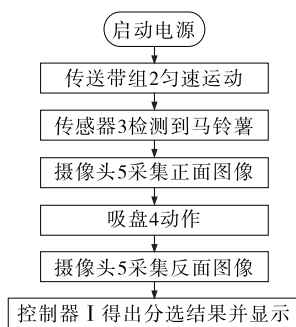 启动电源
传送带组2匀速运动
传感器3检测到马铃薯
摄像头5采集正面图像
吸盘4动作
摄像头5采集反面图像
控制器Ⅰ得出分选结果并显示